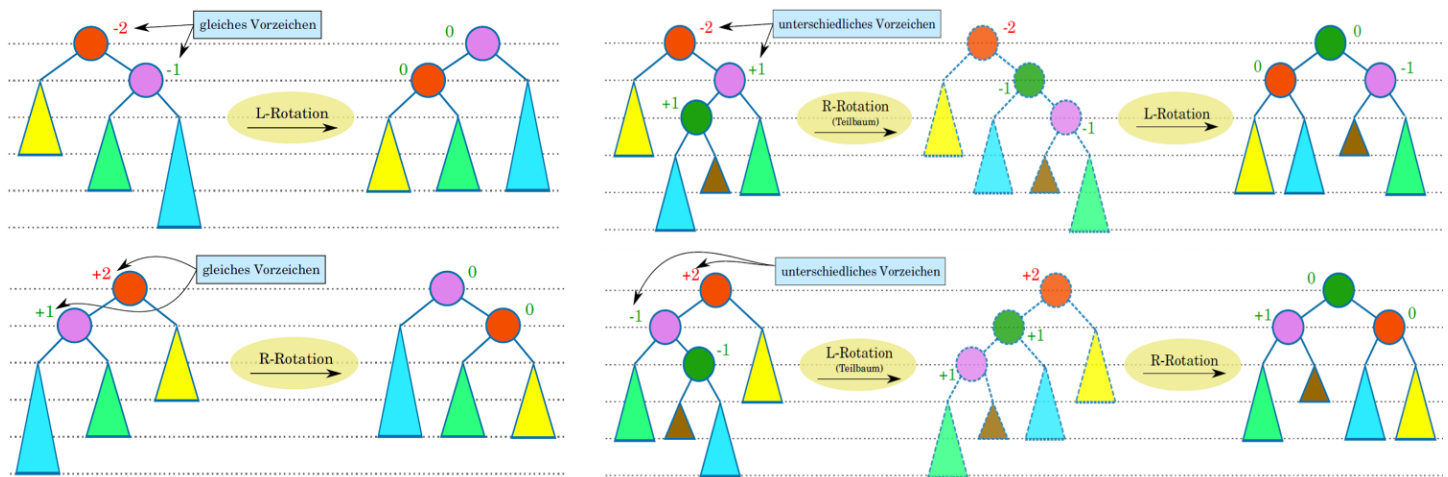 -2
gleiches Vorzeichen
-1
L-Rotation
0
0
-2
unterschiedliches Vorzeichen
+1
+1
R-Rotation
(Teilbaum)
-2
-1
-1
L-Rotation
0
0
-1
+2
gleiches Vorzeichen
+1
R-Rotation
0
0
+2
unterschiedliches Vorzeichen
-1
-1
L-Rotation
(Teilbaum)
+2
+1
+1
R-Rotation
0
+1
0